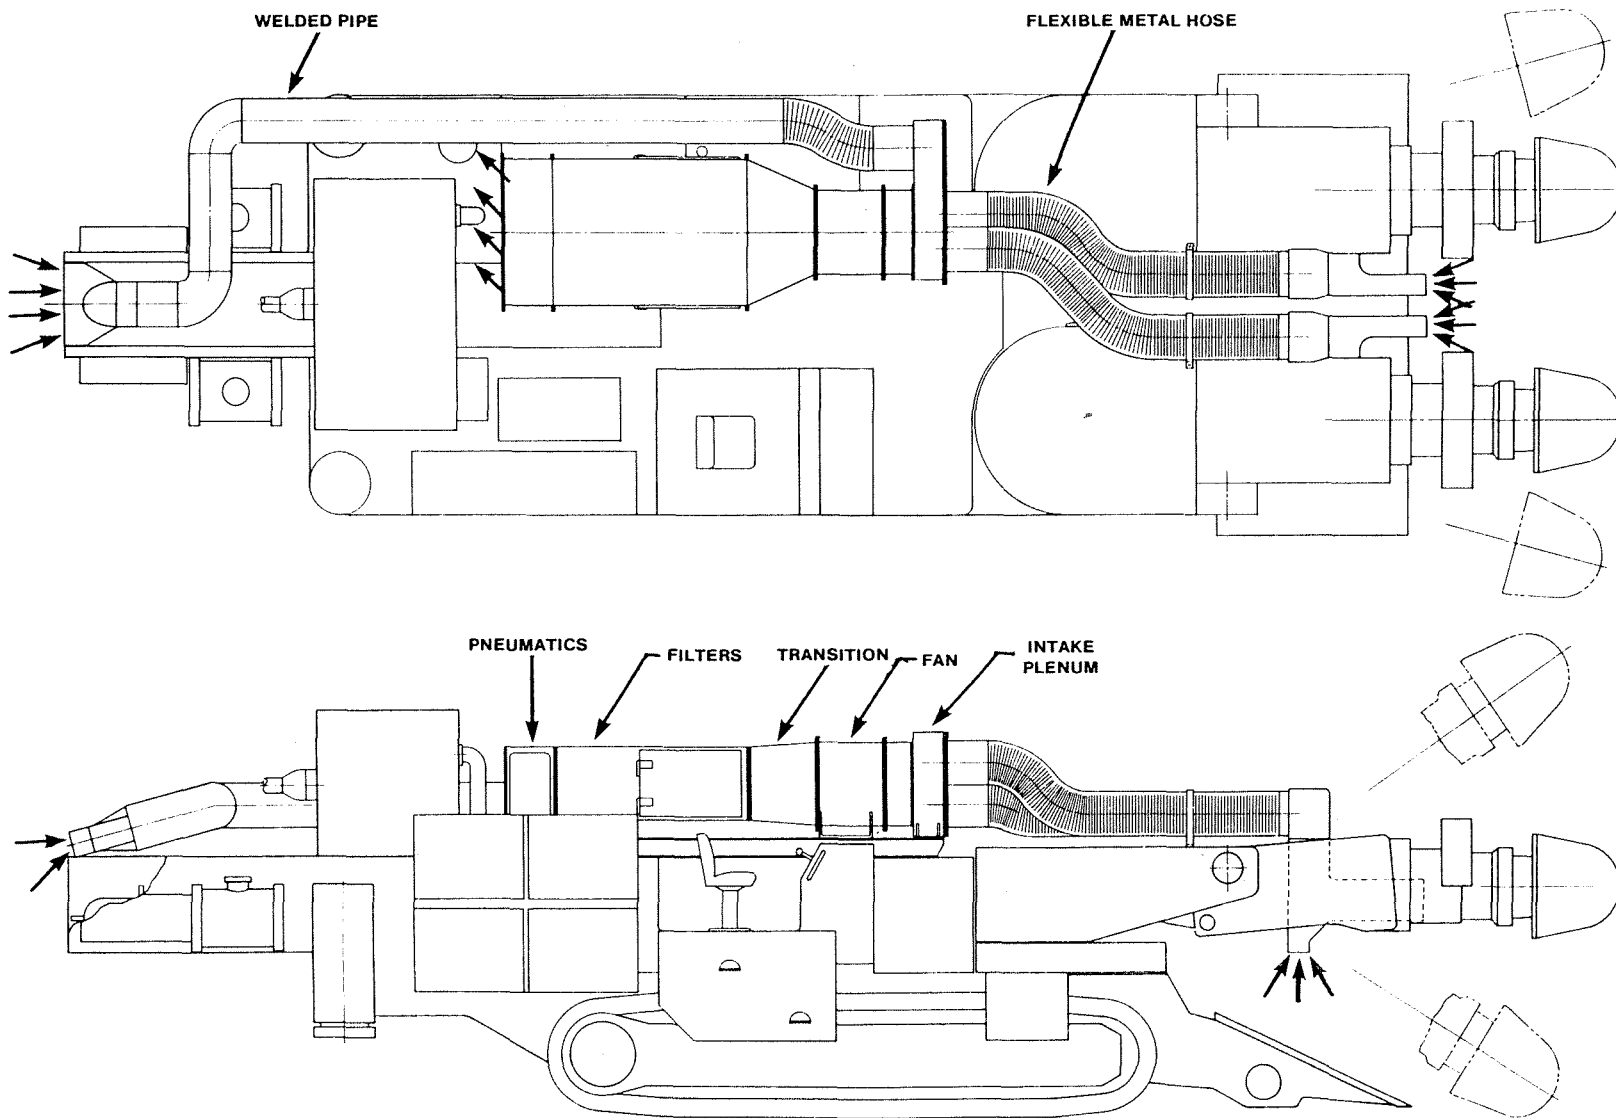 WELDED PIPE
FLEXIBLE METAL HOSE
PNEUMATICS
FILTERS
TRANSITION
FAN
INTAKE
PLENUM